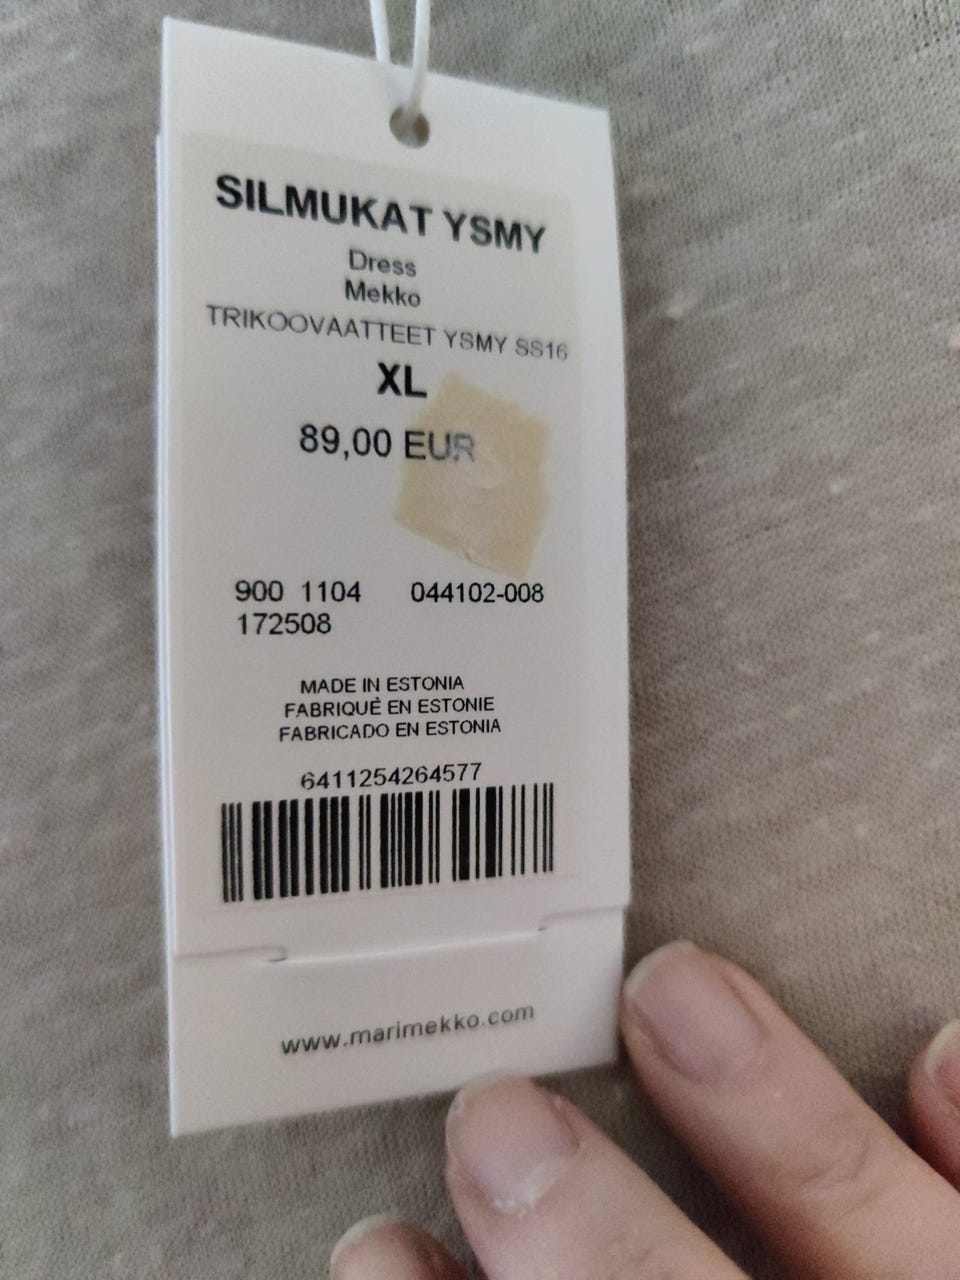 SILMUKAT YSMY
Dress
Mekko
TRIKOOVAATTEET YSMY SS16
XL
89,00 EUR
900 1104 044102-008
172508
MADE IN ESTONIA
FABRIQUÈ EN ESTONIE
FABRICADO EN ESTONIA
6411254264577
www.marimekko.com